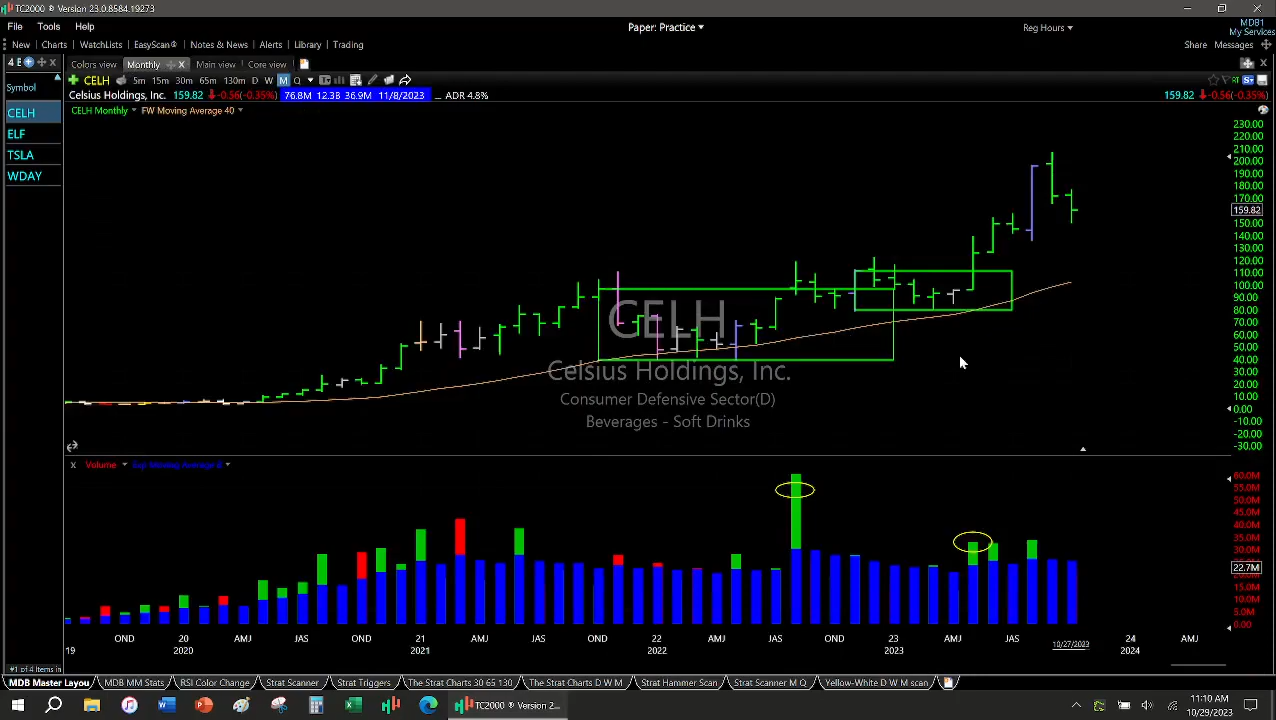 TC2000 ® Version 23.0.8584.19273
File Tools Help
Paper: Practice
Reg Hours
MDB1
My Services
New Charts WatchLists EasyScan® Notes & News Alerts Library Trading
Share Messages
Colors view Monthly Main view Core view
CELH 5m 15m 30m 65m 130m D W M Q
Symbol
Celsius Holdings, Inc. 159.82 -0.56(-0.35%) 76.8M 12.3B 36.9M 11/8/2023 ADR 4.8%
159.82 -0.56(-0.35%)
CELH Monthly FW Moving Average 40
CELH
ELF
TSLA
WDAY
230.00
220.00
210.00
200.00
190.00
180.00
170.00
159.82
150.00
140.00
130.00
120.00
110.00
100.00
90.00
80.00
70.00
60.00
50.00
40.00
30.00
20.00
10.00
0.00
-10.00
-20.00
-30.00
CELH
Celsius Holdings, Inc.
Consumer Defensive Sector(D)
Beverages - Soft Drinks
X Volume
60.0M
55.0M
50.0M
45.0M
40.0M
35.0M
30.0M
22.7M
15.0M
10.0M
5.0M
0.00
OND 20 AMJ JAS OND 21 AMJ JAS OND 22 AMJ JAS OND 23 AMJ JAS 24 AMJ
19 2020 2021 2022 2023 10/27/2023 2024
#1 of 4 Items in
MDB Master Layou MDB MM Stats RSI Color Change Strat Scanner Strat Triggers The Strat Charts 30 65 130 The Strat Charts D W M Strat Hammer Scan Strat Scanner M Q Yellow-White D W M scan
TC2000 Version 2...
11:10 AM
10/29/2023